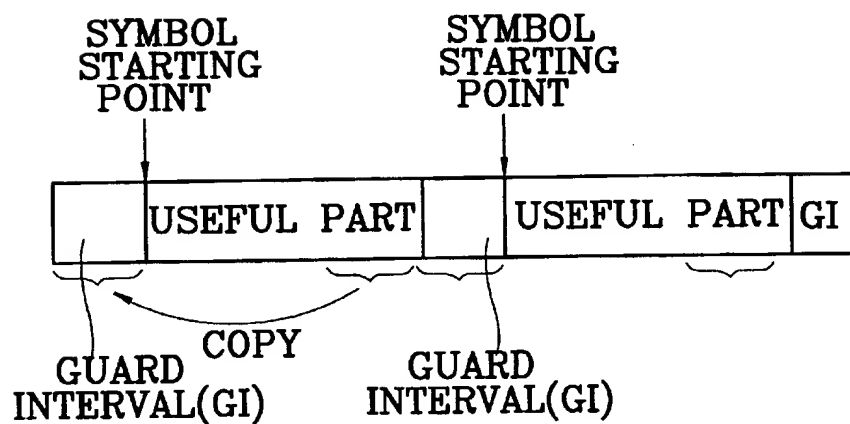 SYMBOL
STARTING
POINT
SYMBOL
STARTING
POINT
USEFUL PART
USEFUL PART
GI
COPY
GUARD
INTERVAL(GI)
GUARD
INTERVAL(GI)